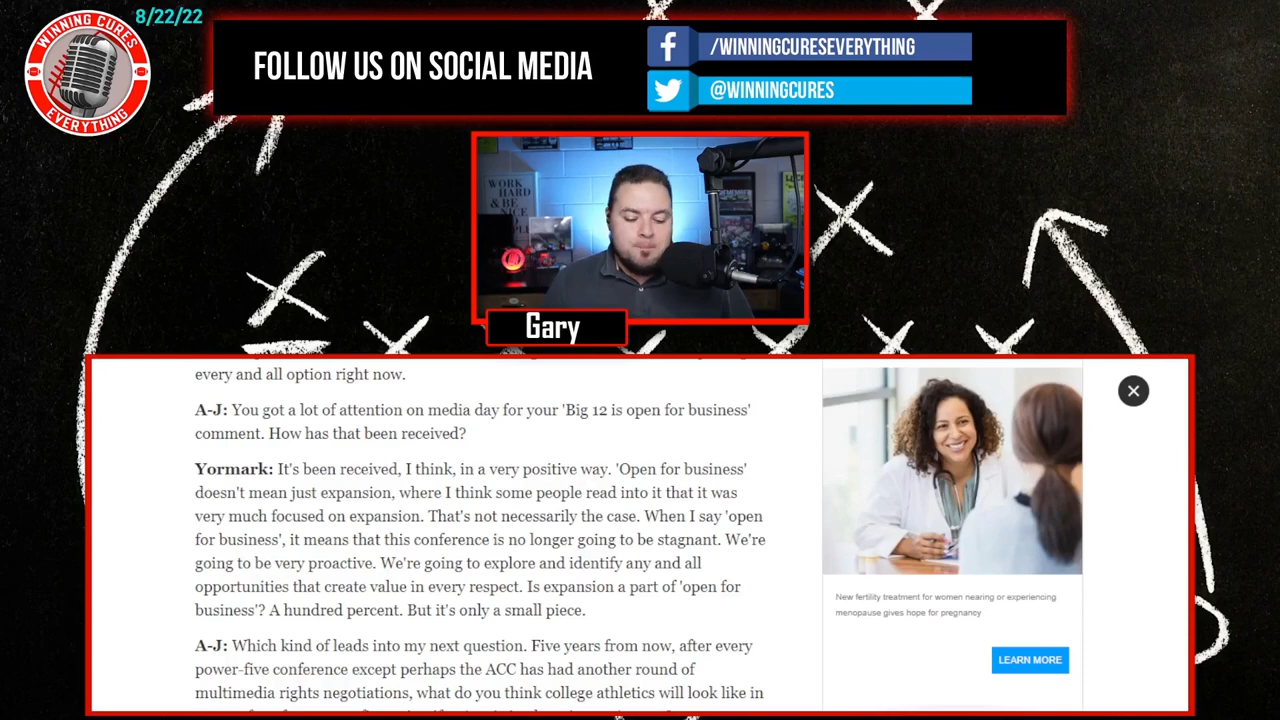 8/22/22
WINNING CURES
EVERYTHING
FOLLOW US ON SOCIAL MEDIA
/WINNINGCURESEVERYTHING
@WINNINGCURES
WORK
HARD
& BE
NICE
Gary
every and all option right now.
A-J: You got a lot of attention on media day for your 'Big 12 is open for business'
comment. How has that been received?
Yormark: It's been received, I think, in a very positive way. 'Open for business'
doesn't mean just expansion, where I think some people read into it that it was
very much focused on expansion. That's not necessarily the case. When I say 'open
for business', it means that this conference is no longer going to be stagnant. We're
going to be very proactive. We're going to explore and identify any and all
opportunities that create value in every respect. Is expansion a part of 'open for
business'? A hundred percent. But it's only a small piece.
A-J: Which kind of leads into my next question. Five years from now, after every
power-five conference except perhaps the ACC has had another round of
multimedia rights negotiations, what do you think college athletics will look like in
New fertility treatment for women nearing or experiencing
menopause gives hope for pregnancy
LEARN MORE